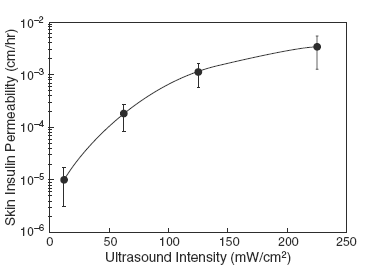 Skin Insulin Permeability (cm/hr)
10⁻²
10⁻³
10⁻⁴
10⁻⁵
10⁻⁶
0 50 100 150 200 250
Ultrasound Intensity (mW/cm²)